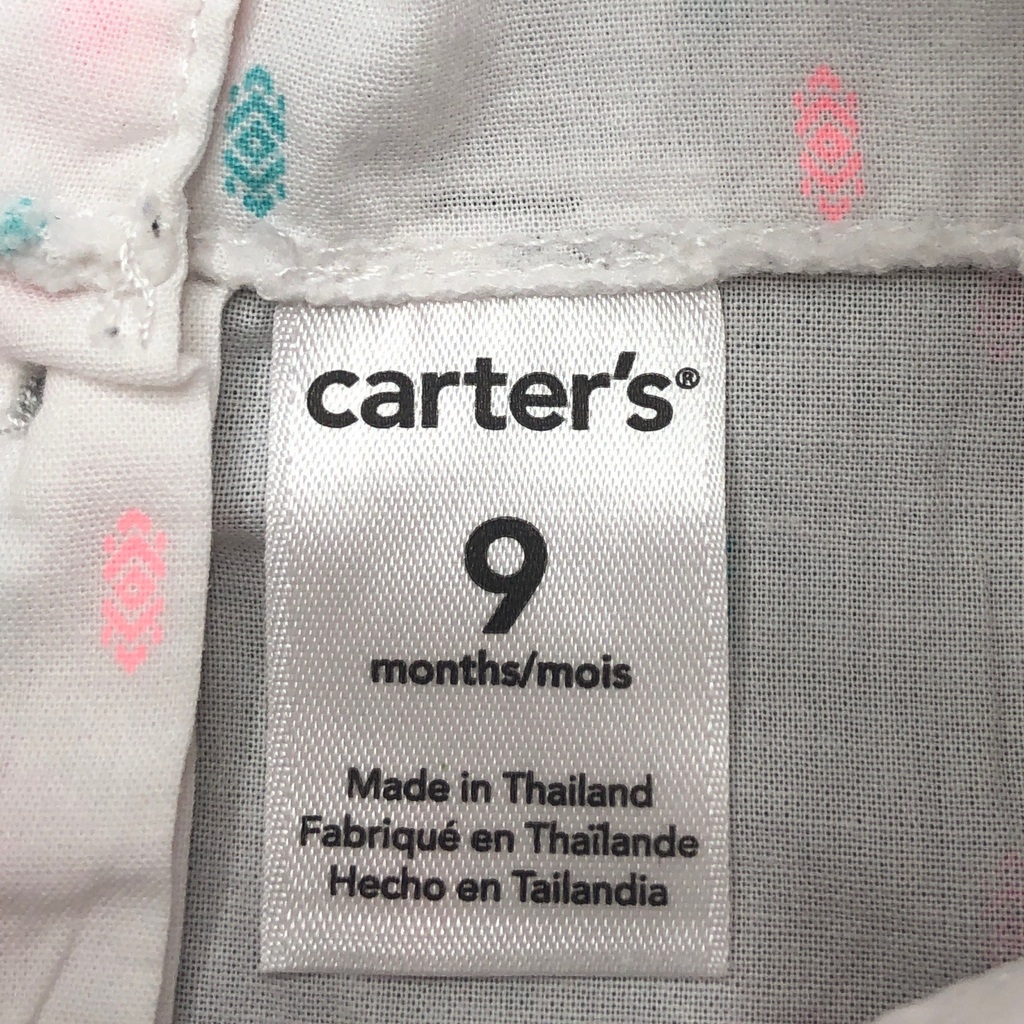 carter's®
9
months/mois
Made in Thailand
Fabriqué en Thaïlande
Hecho en Tailandia